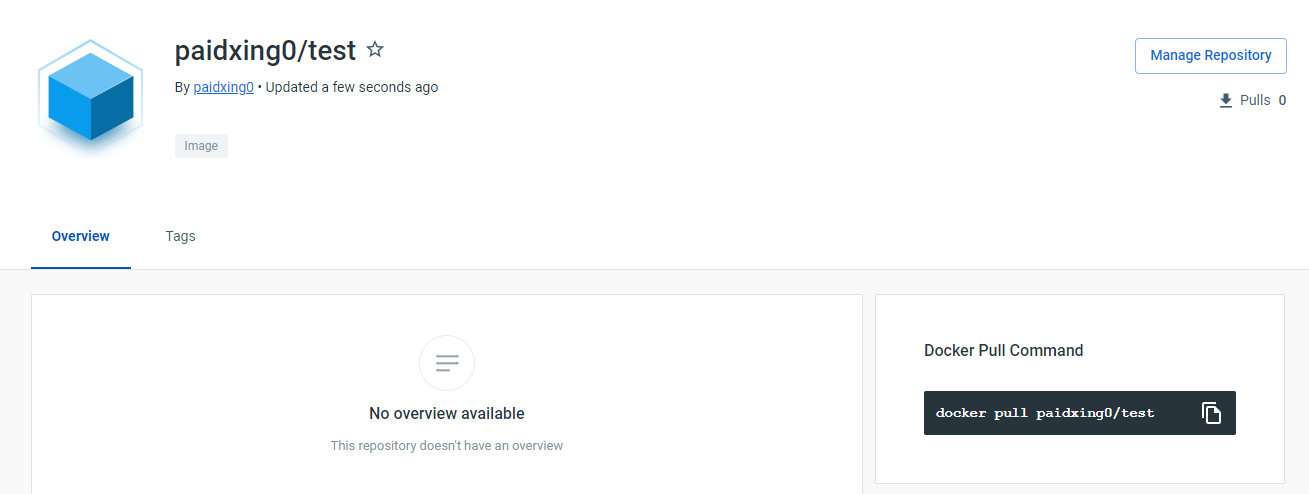 paidxing0/test
By paidxing0 • Updated a few seconds ago
Image
Manage Repository
Pulls 0
Overview
Tags
No overview available
This repository doesn't have an overview
Docker Pull Command
docker pull paidxing0/test